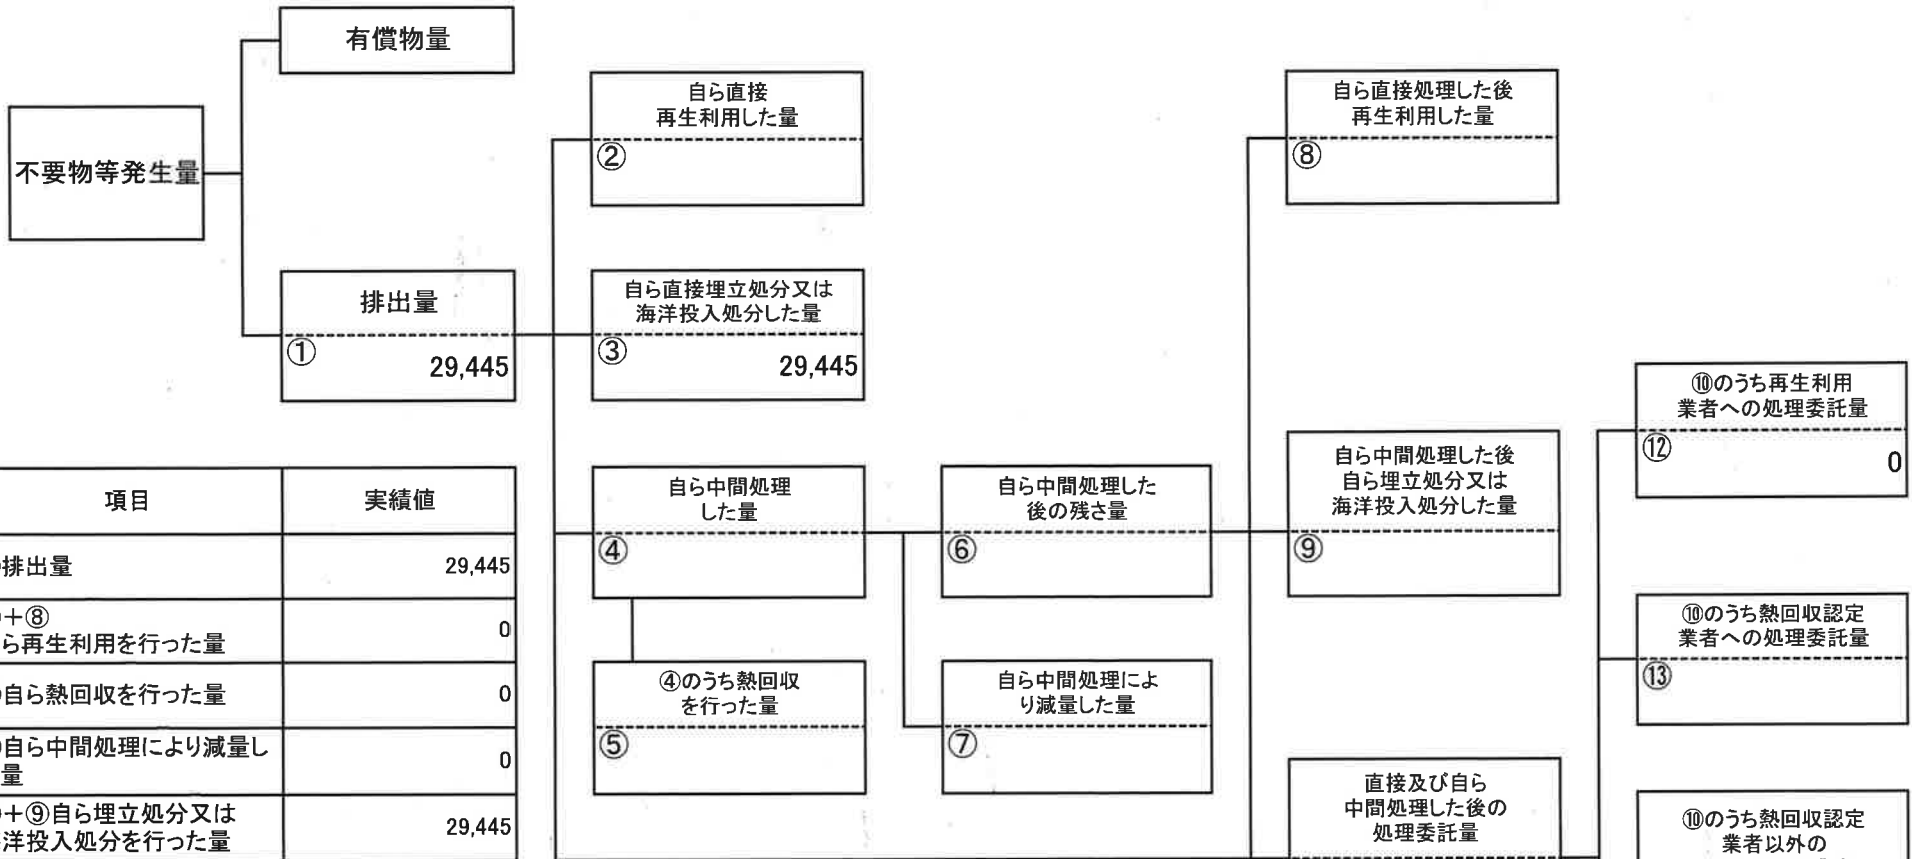 有償物量
不要物等発生量
排出量
①
29,445
自ら直接
再生利用した量
②
自ら直接埋立処分又は
海洋投入処分した量
③
29,445
自ら中間処理
した量
④
④のうち熱回収
を行った量
⑤
自ら中間処理した
後の残さ量
⑥
自ら中間処理によ
り減量した量
⑦
自ら直接処理した後
再生利用した量
⑧
自ら中間処理した後
自ら埋立処分又は
海洋投入処分した量
⑨
直接及び自ら
中間処理した後の
処理委託量
⑩のうち再生利用
業者への処理委託量
⑫
0
⑩のうち熱回収認定
業者への処理委託量
⑬
⑩のうち熱回収認定
業者以外の
項目
実績値
排出量
29,445
+⑧
ら再生利用を行った量
0
自ら熱回収を行った量
0
自ら中間処理により減量し
量
0
+⑨自ら埋立処分又は
洋投入処分を行った量
29,445